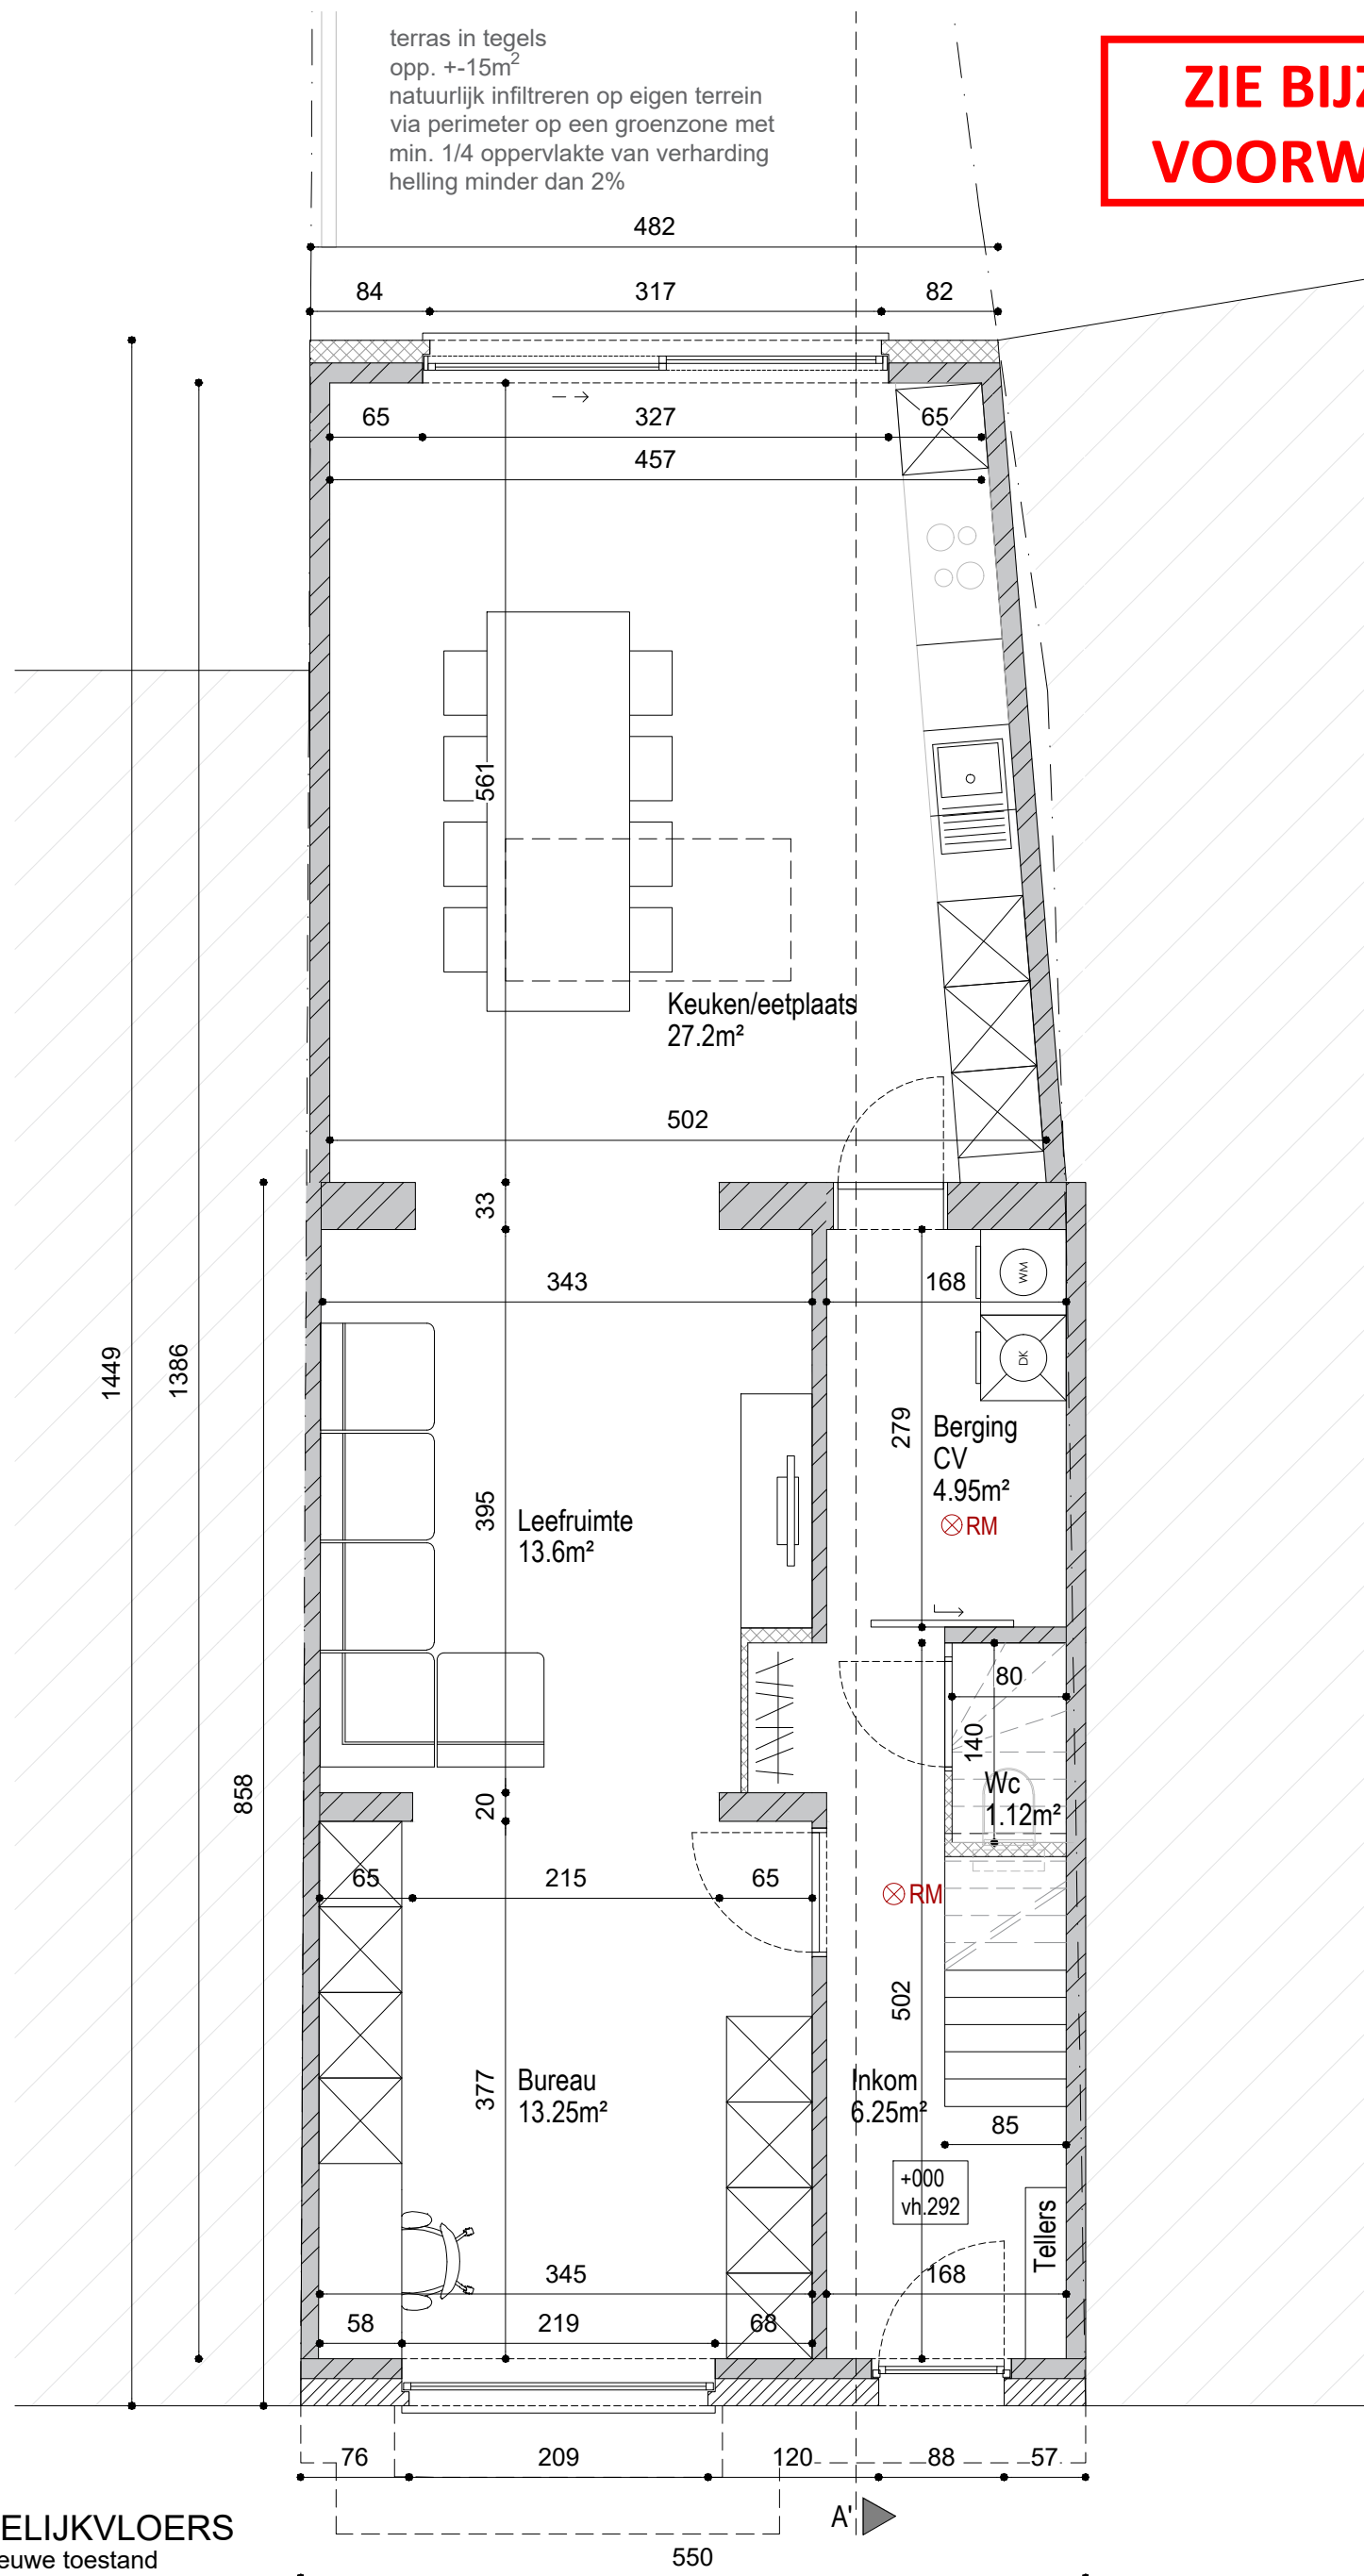 terras in tegels
opp. +-15m²
natuurlijk infiltreren op eigen terrein
via perimeter op een groenzone met
min. 1/4 oppervlakte van verharding
helling minder dan 2%
ZIE BIJZ
VOORW
482
84 317 82
65 327 65
457
561
Keuken/eetplaats
27.2m²
502
33
343 168
WM
DK
1449
1386
279
Berging
CV
4.95m²
RM
395
Leefruimte
13.6m²
80
140
Wc
1.12m²
858
20
65 215 65
RM
502
377
Bureau
13.25m²
Inkom
6.25m²
85
+000
vh.292
Tellers
345 168
58 219 68
76 209 120 88 57
A'
ELIJKVLOERS
euwe toestand
550